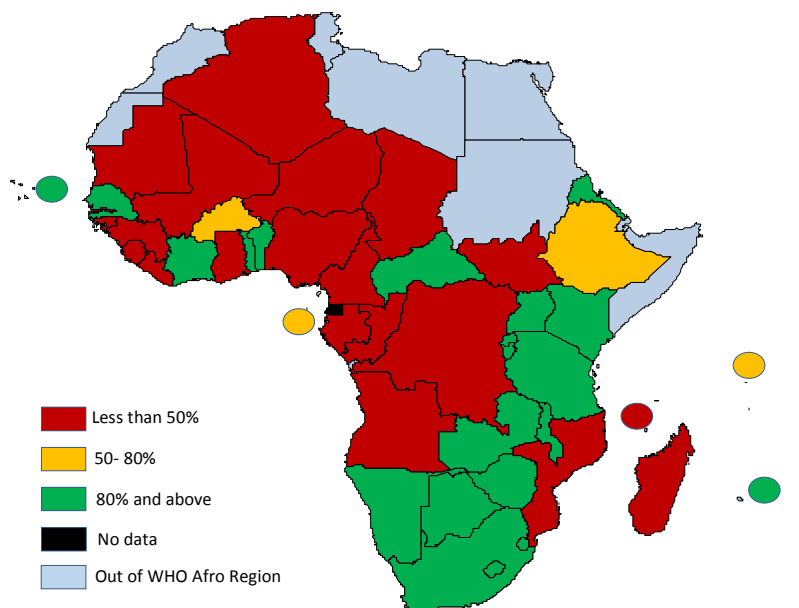 Less than 50%
50- 80%
80% and above
No data
Out of WHO Afro Region